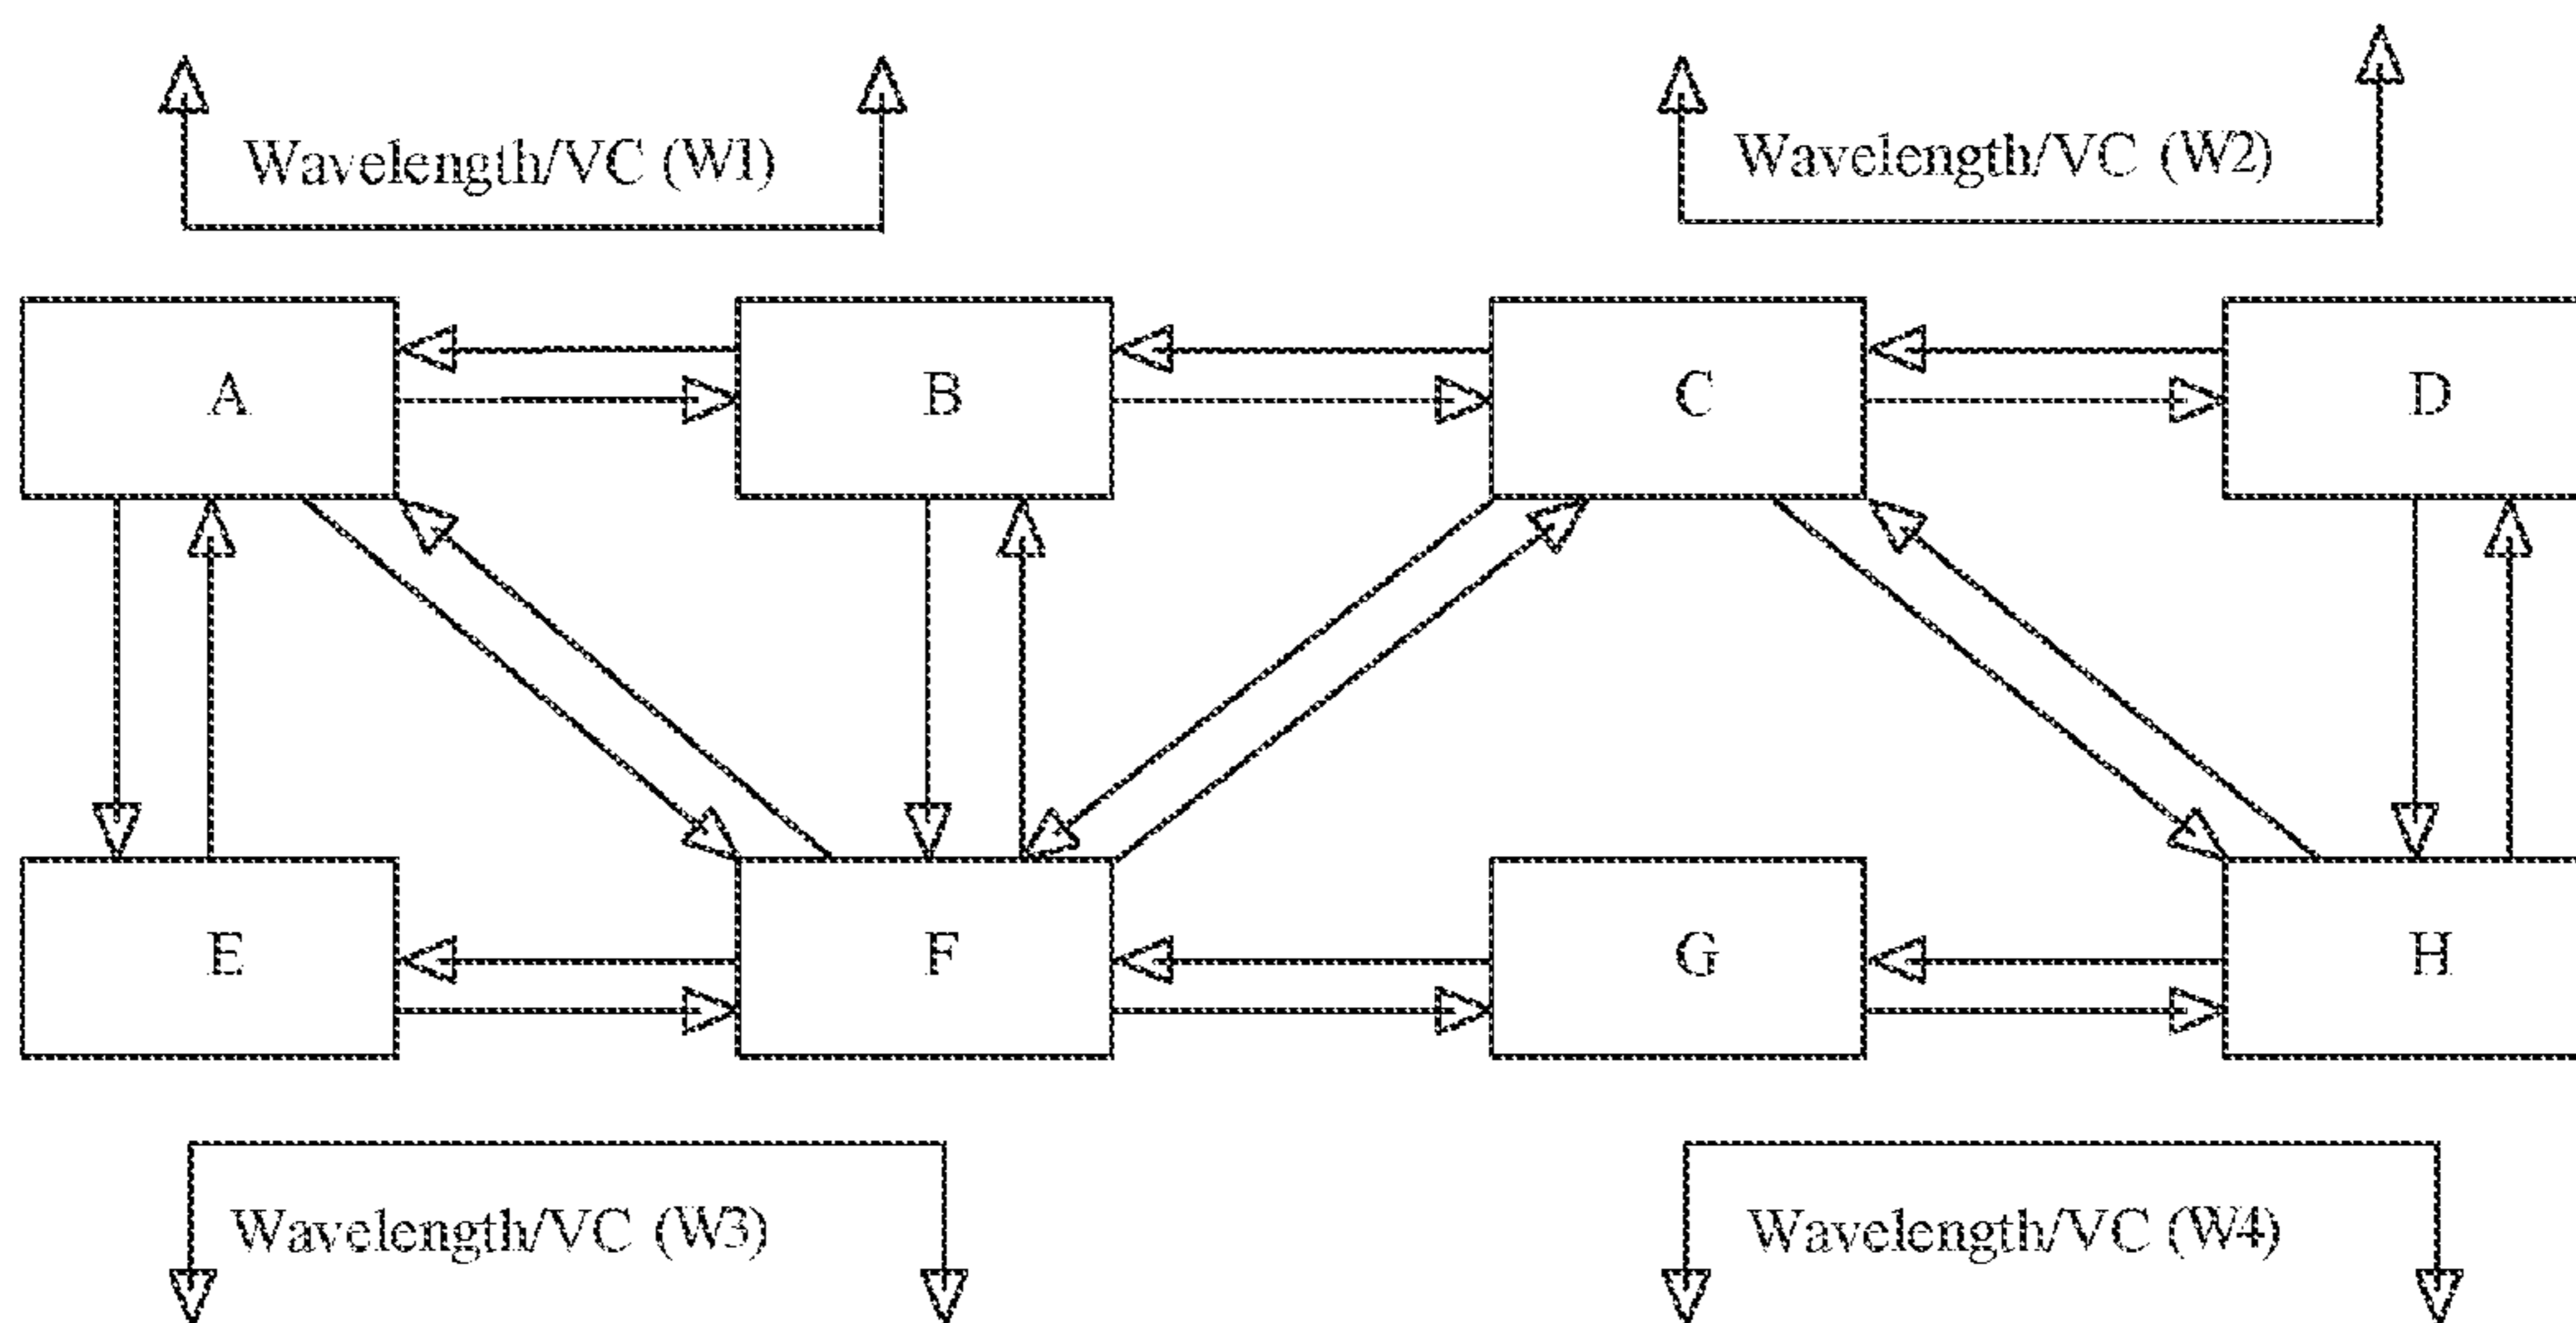 Wavelength/VC (W1)
Wavelength/VC (W2)
A
B
C
D
E
F
G
H
Wavelength/VC (W3)
Wavelength/VC (W4)